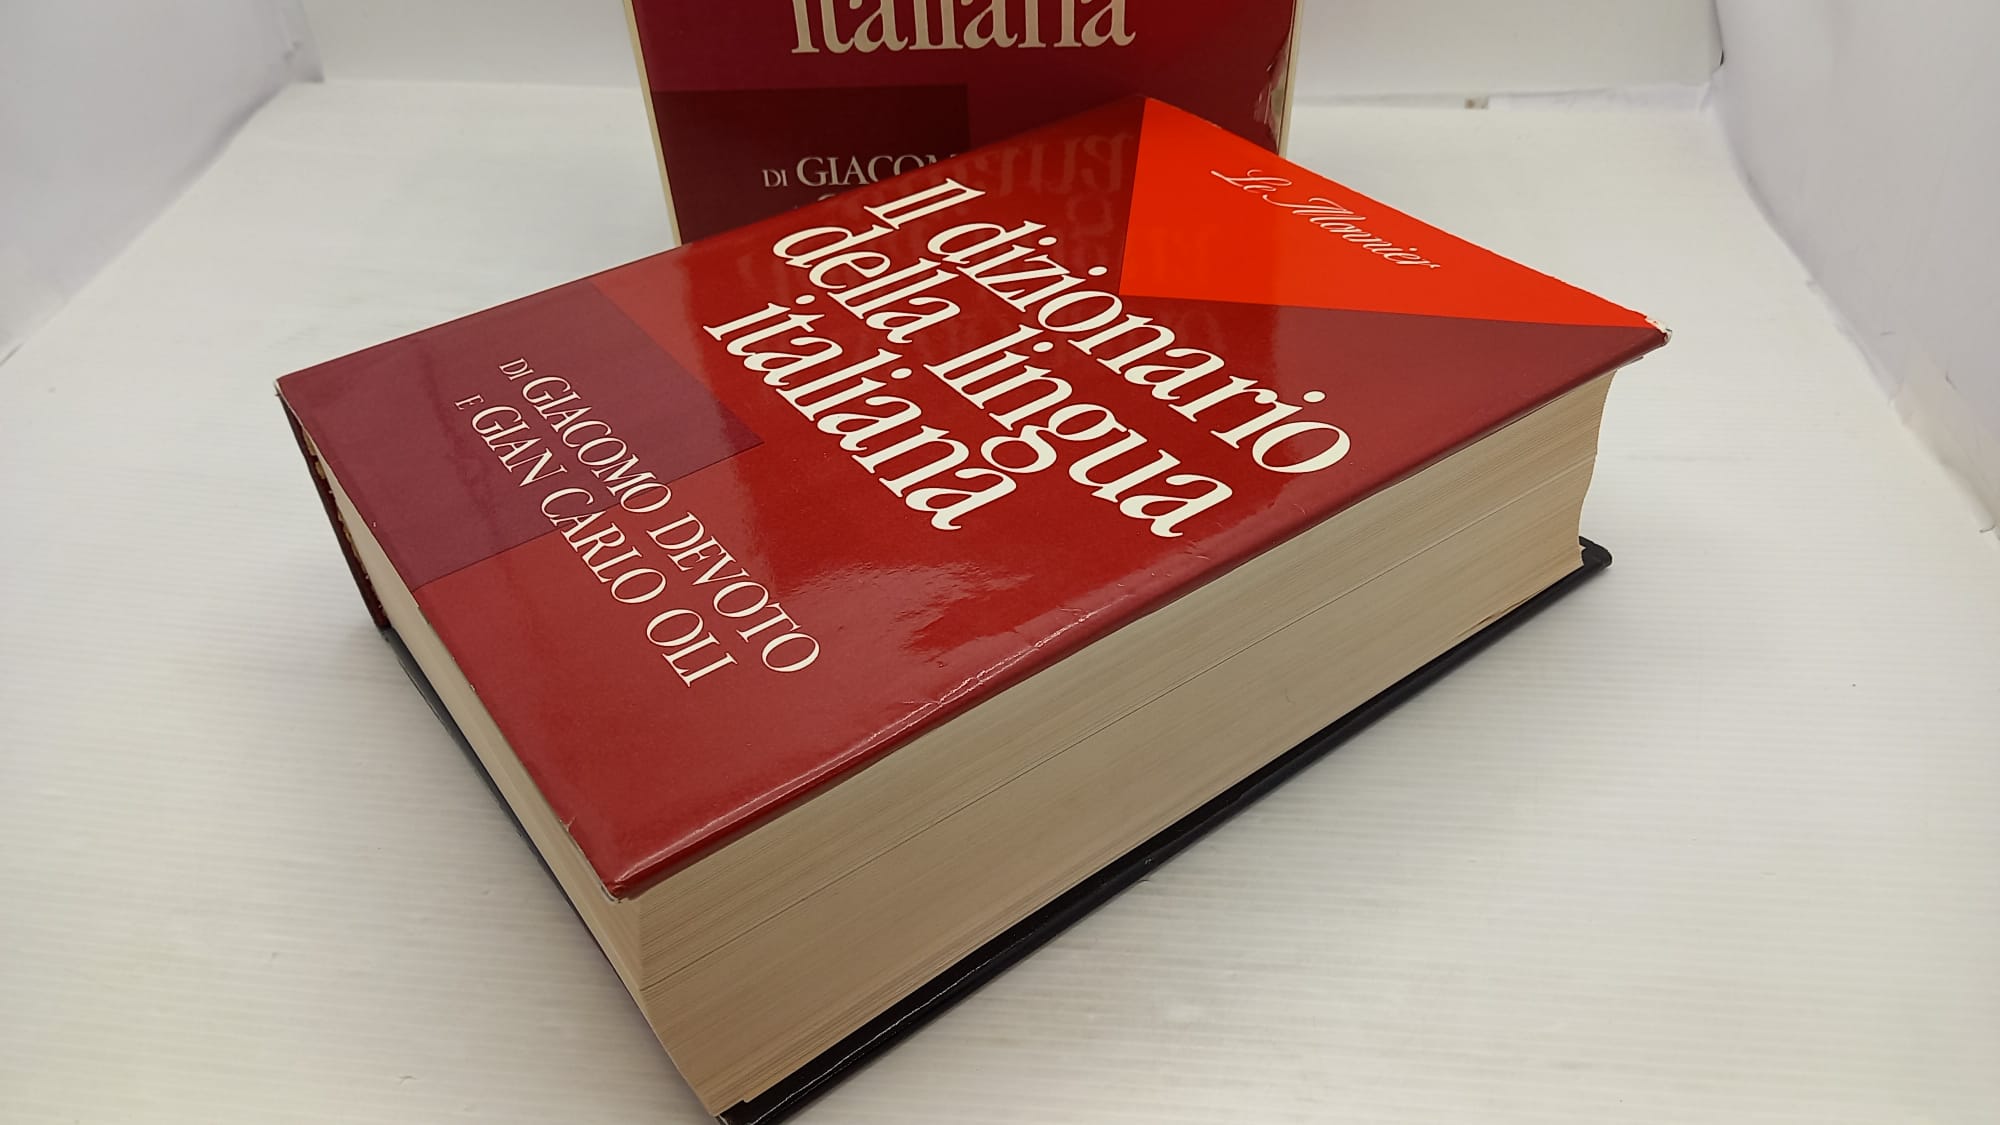 italiana
DI GIACOM
Le Monnier
Il dizionario
della lingua
italiana
DI GIACOMO DEVOTO
E GIAN CARLO OLI